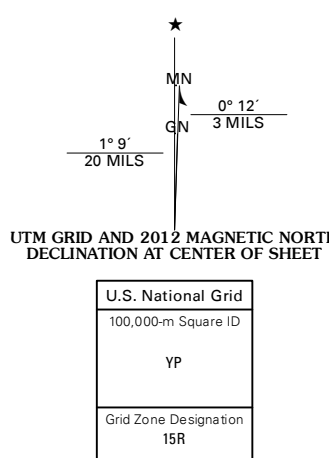 ★
MN
0° 12´
3 MILS
GN
1° 9´
20 MILS
UTM GRID AND 2012 MAGNETIC NORTH
DECLINATION AT CENTER OF SHEET
U.S. National Grid
100,000-m Square ID
YP
Grid Zone Designation
15R